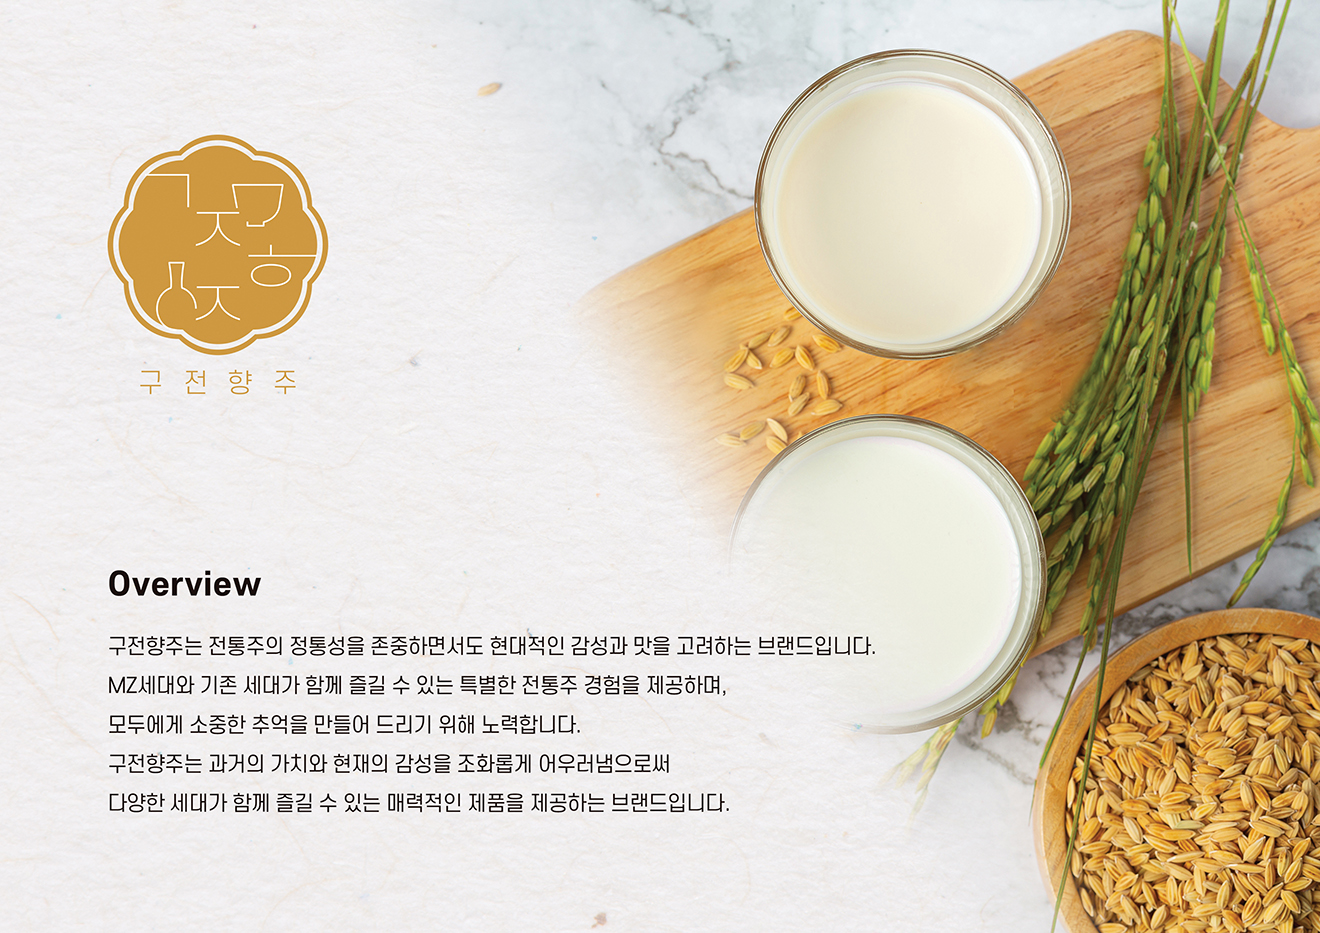 구전향주
Overview
구전향주는 전통주의 정통성을 존중하면서도 현대적인 감성과 맛을 고려하는 브랜드입니다.
MZ세대와 기존 세대가 함께 즐길 수 있는 특별한 전통주 경험을 제공하며,
모두에게 소중한 추억을 만들어 드리기 위해 노력합니다.
구전향주는 과거의 가치와 현재의 감성을 조화롭게 어우러냄으로써
다양한 세대가 함께 즐길 수 있는 매력적인 제품을 제공하는 브랜드입니다.